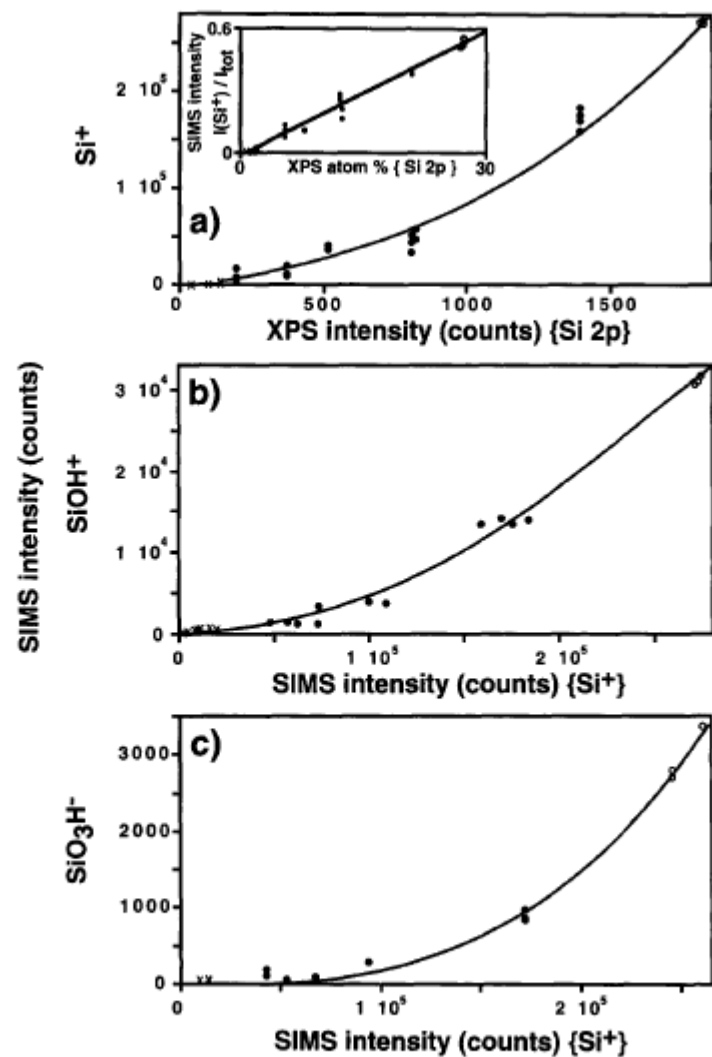 SIMS intensity (counts)
a)
Si⁺
2 10⁵
1 10⁵
0
0
500
1000
1500
XPS intensity (counts) {Si 2p}
SIMS intensity
I(Si⁺) / Itot
0.6
0
0
30
XPS atom % { Si 2p }
b)
SiOH⁺
3 10⁴
2 10⁴
1 10⁴
0
0
1 10⁵
2 10⁵
SIMS intensity (counts) {Si⁺}
c)
SiO₃H⁻
3000
2000
1000
0
0
1 10⁵
2 10⁵
SIMS intensity (counts) {Si⁺}